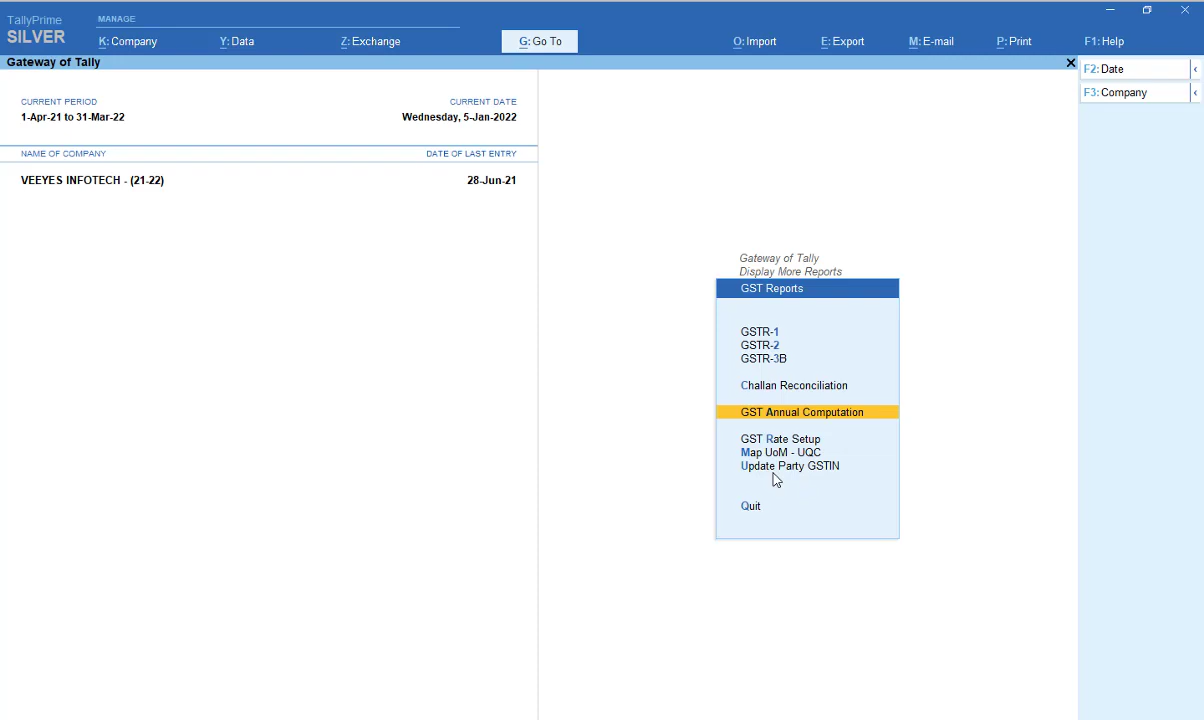 TallyPrime
SILVER
MANAGE
K: Company
Y: Data
Z: Exchange
G: Go To
O: Import
E: Export
M: E-mail
P: Print
F1: Help
Gateway of Tally
F2: Date
F3: Company
CURRENT PERIOD
CURRENT DATE
1-Apr-21 to 31-Mar-22
Wednesday, 5-Jan-2022
NAME OF COMPANY
DATE OF LAST ENTRY
VEEYES INFOTECH - (21-22)
28-Jun-21
Gateway of Tally
Display More Reports
GST Reports
GSTR-1
GSTR-2
GSTR-3B
Challan Reconciliation
GST Annual Computation
GST Rate Setup
Map UoM - UQC
Update Party GSTIN
Quit